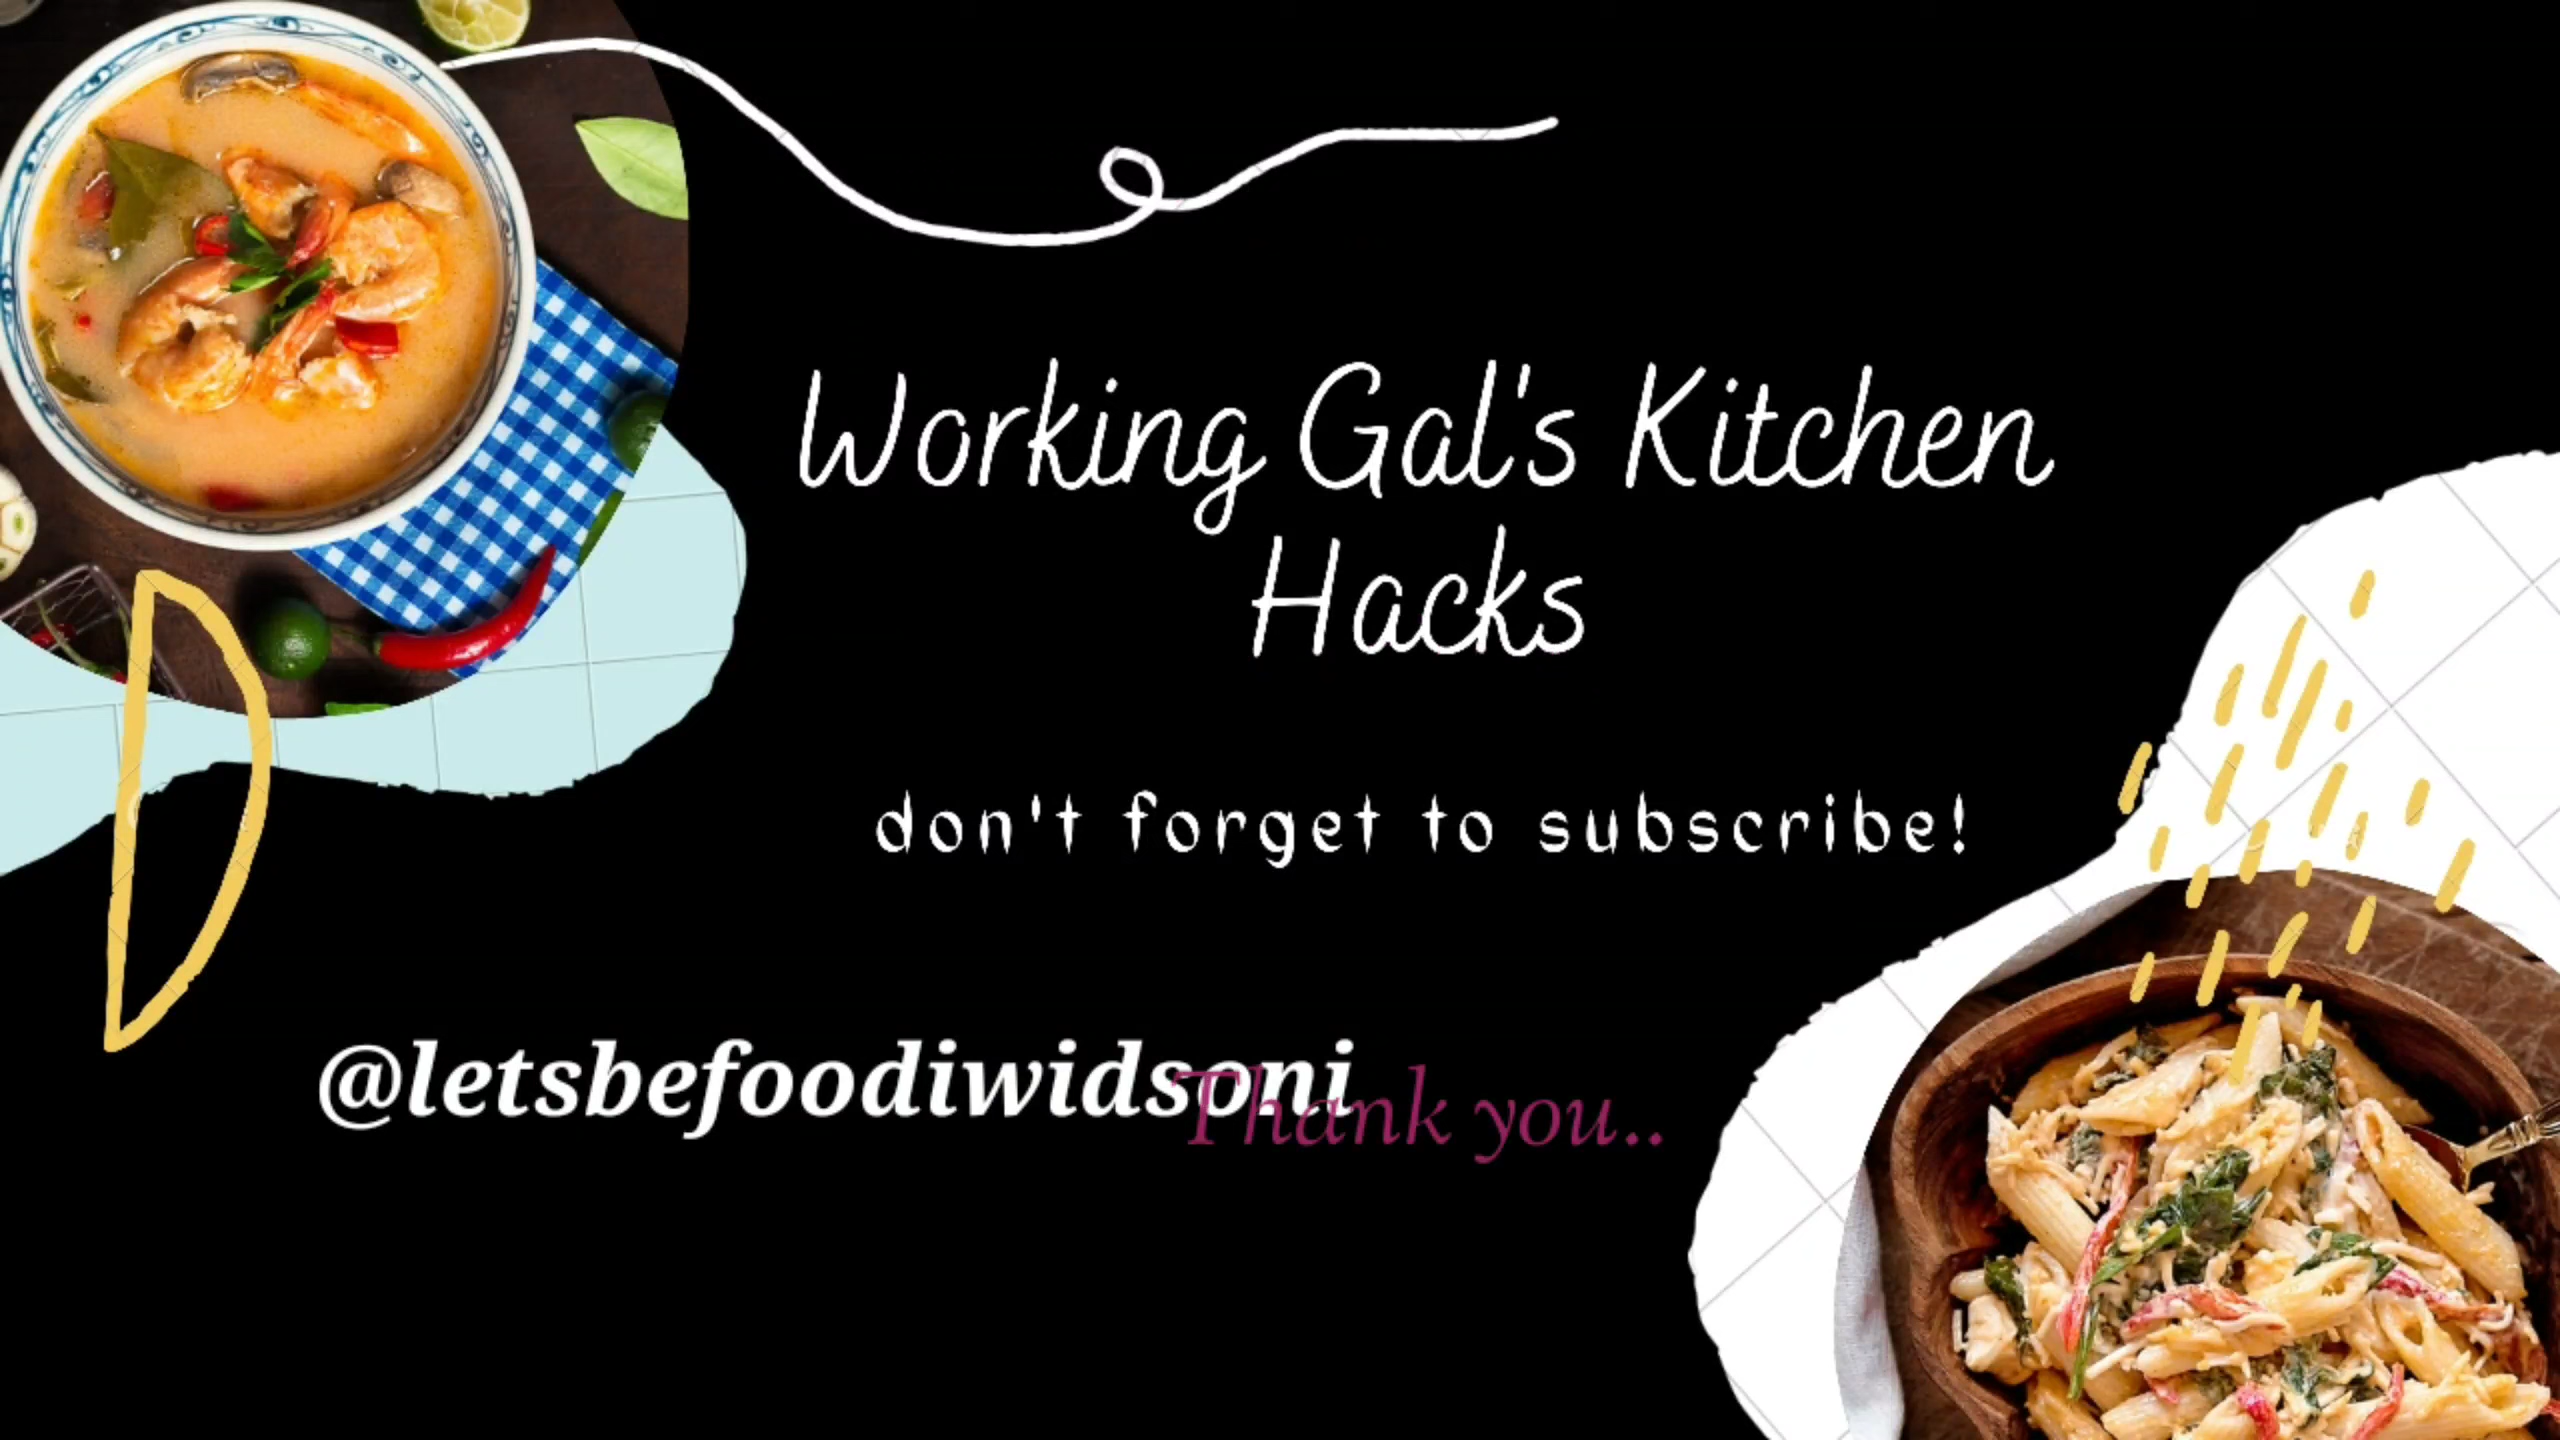 Working Gal's Kitchen
Hacks
don't forget to subscribe!
@letsbefoodiwidsoni
Thank you..